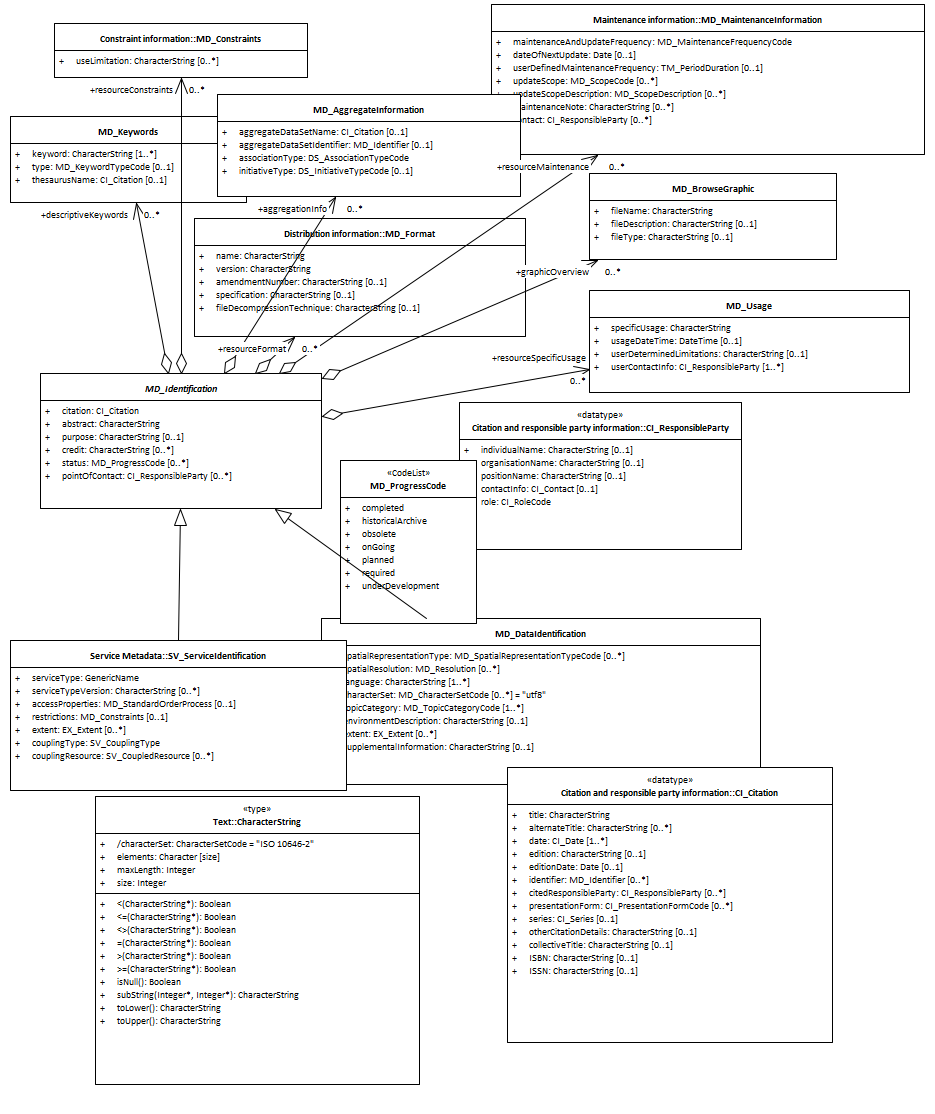 Maintenance information::MD_MaintenanceInformation
+ maintenanceAndUpdateFrequency: MD_MaintenanceFrequencyCode
+ dateOfNextUpdate: Date [0..1]
+ userDefinedMaintenanceFrequency: TM_PeriodDuration [0..1]
+ updateScope: MD_ScopeCode [0..*]
updateScopeDescription: MD_ScopeDescription [0..*]
maintenanceNote: CharacterString [0..*]
ontact: CI_ResponsibleParty [0..*]
Constraint information::MD_Constraints
+ useLimitation: CharacterString [0..*]
+resourceConstraints 0..*
MD_AggregateInformation
+ aggregateDataSetName: CI_Citation [0..1]
+ aggregateDataSetIdentifier: MD_Identifier [0..1]
+ associationType: DS_AssociationTypeCode
+ initiativeType: DS_InitiativeTypeCode [0..1]
MD_Keywords
+ keyword: CharacterString [1..*]
+ type: MD_KeywordTypeCode [0..1]
+ thesaurusName: CI_Citation [0..1]
+resourceMaintenance 0..*
+descriptiveKeywords 0..*
+aggregationInfo 0..*
MD_BrowseGraphic
+ fileName: CharacterString
+ fileDescription: CharacterString [0..1]
+ fileType: CharacterString [0..1]
Distribution information::MD_Format
+ name: CharacterString
+ version: CharacterString
+ amendmentNumber: CharacterString [0..1]
+ specification: CharacterString [0..1]
+ fileDecompressionTechnique: CharacterString [0..1]
+graphicOverview 0..*
MD_Usage
+ specificUsage: CharacterString
+ usageDateTime: DateTime [0..1]
+ userDeterminedLimitations: CharacterString [0..1]
+ userContactInfo: CI_ResponsibleParty [1..*]
+resourceFormat 0..*
+resourceSpecificUsage
0..*
MD_Identification
+ citation: CI_Citation
+ abstract: CharacterString
+ purpose: CharacterString [0..1]
+ credit: CharacterString [0..*]
+ status: MD_ProgressCode [0..*]
+ pointOfContact: CI_ResponsibleParty [0..*]
«datatype»
Citation and responsible party information::CI_ResponsibleParty
+ individualName: CharacterString [0..1]
organisationName: CharacterString [0..1]
positionName: CharacterString [0..1]
contactInfo: CI_Contact [0..1]
role: CI_RoleCode
«CodeList»
MD_ProgressCode
+ completed
+ historicalArchive
+ obsolete
+ onGoing
+ planned
+ required
+ underDevelopment
MD_DataIdentification
patialRepresentationType: MD_SpatialRepresentationTypeCode [0..*]
patialResolution: MD_Resolution [0..*]
anguage: CharacterString [1..*]
haracterSet: MD_CharacterSetCode [0..*] = "utf8"
opicCategory: MD_TopicCategoryCode [1..*]
environmentDescription: CharacterString [0..1]
extent: EX_Extent [0..*]
upplementalInformation: CharacterString [0..1]
Service Metadata::SV_ServiceIdentification
+ serviceType: GenericName
+ serviceTypeVersion: CharacterString [0..*]
+ accessProperties: MD_StandardOrderProcess [0..1]
+ restrictions: MD_Constraints [0..1]
+ extent: EX_Extent [0..*]
+ couplingType: SV_CouplingType
+ couplingResource: SV_CoupledResource [0..*]
«datatype»
Citation and responsible party information::CI_Citation
+ title: CharacterString
+ alternateTitle: CharacterString [0..*]
+ date: CI_Date [1..*]
+ edition: CharacterString [0..1]
+ editionDate: Date [0..1]
+ identifier: MD_Identifier [0..*]
+ citedResponsibleParty: CI_ResponsibleParty [0..*]
+ presentationForm: CI_PresentationFormCode [0..*]
+ series: CI_Series [0..1]
+ otherCitationDetails: CharacterString [0..1]
+ collectiveTitle: CharacterString [0..1]
+ ISBN: CharacterString [0..1]
+ ISSN: CharacterString [0..1]
«type»
Text::CharacterString
+ /characterSet: CharacterSetCode = "ISO 10646-2"
+ elements: Character [size]
+ maxLength: Integer
+ size: Integer
+ <(CharacterString*): Boolean
+ <=(CharacterString*): Boolean
+ <>(CharacterString*): Boolean
+ =(CharacterString*): Boolean
+ >(CharacterString*): Boolean
+ >=(CharacterString*): Boolean
+ isNull(): Boolean
+ subString(Integer*, Integer*): CharacterString
+ toLower(): CharacterString
+ toUpper(): CharacterString